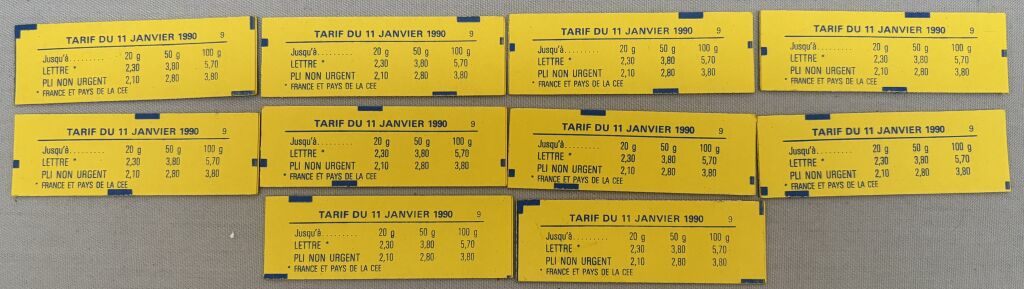 TARIF DU 11 JANVIER 1990 9
Jusqu'à......... 20 g 50 g 100 g
LETTRE * 2,30 3,80 5,70
PLI NON URGENT 2,10 2,80 3,80
* FRANCE ET PAYS DE LA CEE
TARIF DU 11 JANVIER 1990 9
Jusqu'à......... 20 g 50 g 100 g
LETTRE * 2,30 3,80 5,70
PLI NON URGENT 2,10 2,80 3,80
* FRANCE ET PAYS DE LA CEE
TARIF DU 11 JANVIER 1990 9
Jusqu'à......... 20 g 50 g 100 g
LETTRE * 2,30 3,80 5,70
PLI NON URGENT 2,10 2,80 3,80
* FRANCE ET PAYS DE LA CEE
TARIF DU 11 JANVIER 1990 9
Jusqu'à......... 20 g 50 g 100 g
LETTRE * 2,30 3,80 5,70
PLI NON URGENT 2,10 2,80 3,80
* FRANCE ET PAYS DE LA CEE
TARIF DU 11 JANVIER 1990 9
Jusqu'à......... 20 g 50 g 100 g
LETTRE * 2,30 3,80 5,70
PLI NON URGENT 2,10 2,80 3,80
* FRANCE ET PAYS DE LA CEE
TARIF DU 11 JANVIER 1990 9
Jusqu'à......... 20 g 50 g 100 g
LETTRE * 2,30 3,80 5,70
PLI NON URGENT 2,10 2,80 3,80
* FRANCE ET PAYS DE LA CEE
TARIF DU 11 JANVIER 1990 9
Jusqu'à......... 20 g 50 g 100 g
LETTRE * 2,30 3,80 5,70
PLI NON URGENT 2,10 2,80 3,80
* FRANCE ET PAYS DE LA CEE
TARIF DU 11 JANVIER 1990 9
Jusqu'à......... 20 g 50 g 100 g
LETTRE * 2,30 3,80 5,70
PLI NON URGENT 2,10 2,80 3,80
* FRANCE ET PAYS DE LA CEE
TARIF DU 11 JANVIER 1990 9
Jusqu'à......... 20 g 50 g 100 g
LETTRE * 2,30 3,80 5,70
PLI NON URGENT 2,10 2,80 3,80
* FRANCE ET PAYS DE LA CEE
TARIF DU 11 JANVIER 1990 9
Jusqu'à......... 20 g 50 g 100 g
LETTRE * 2,30 3,80 5,70
PLI NON URGENT 2,10 2,80 3,80
* FRANCE ET PAYS DE LA CEE